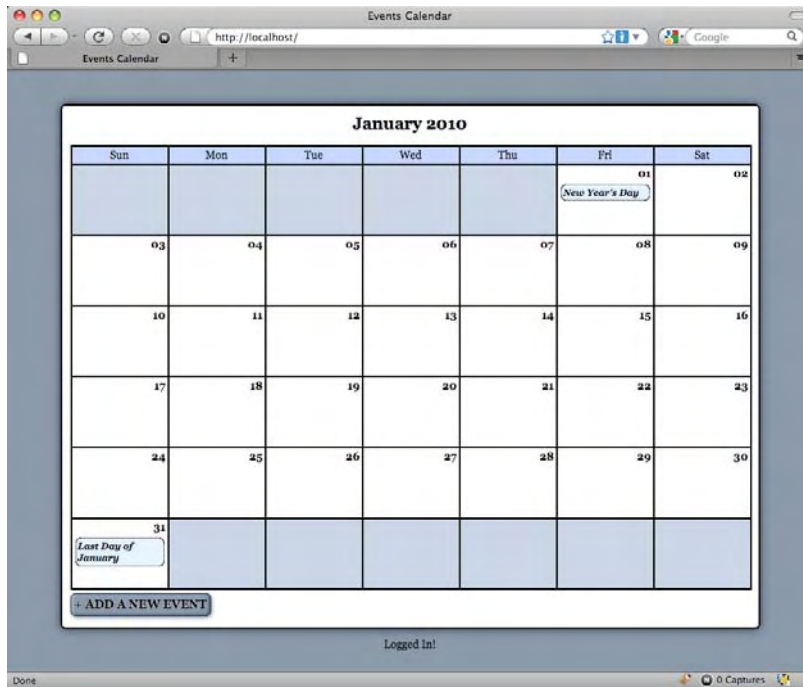 Events Calendar
http://localhost/
Google
Events Calendar
+
January 2010
Sun Mon Tue Wed Thu Fri Sat
01 02
New Year's Day
03 04 05 06 07 08 09
10 11 12 13 14 15 16
17 18 19 20 21 22 23
24 25 26 27 28 29 30
31
Last Day of
January
+ ADD A NEW EVENT
Logged In!
Done
0 Captures